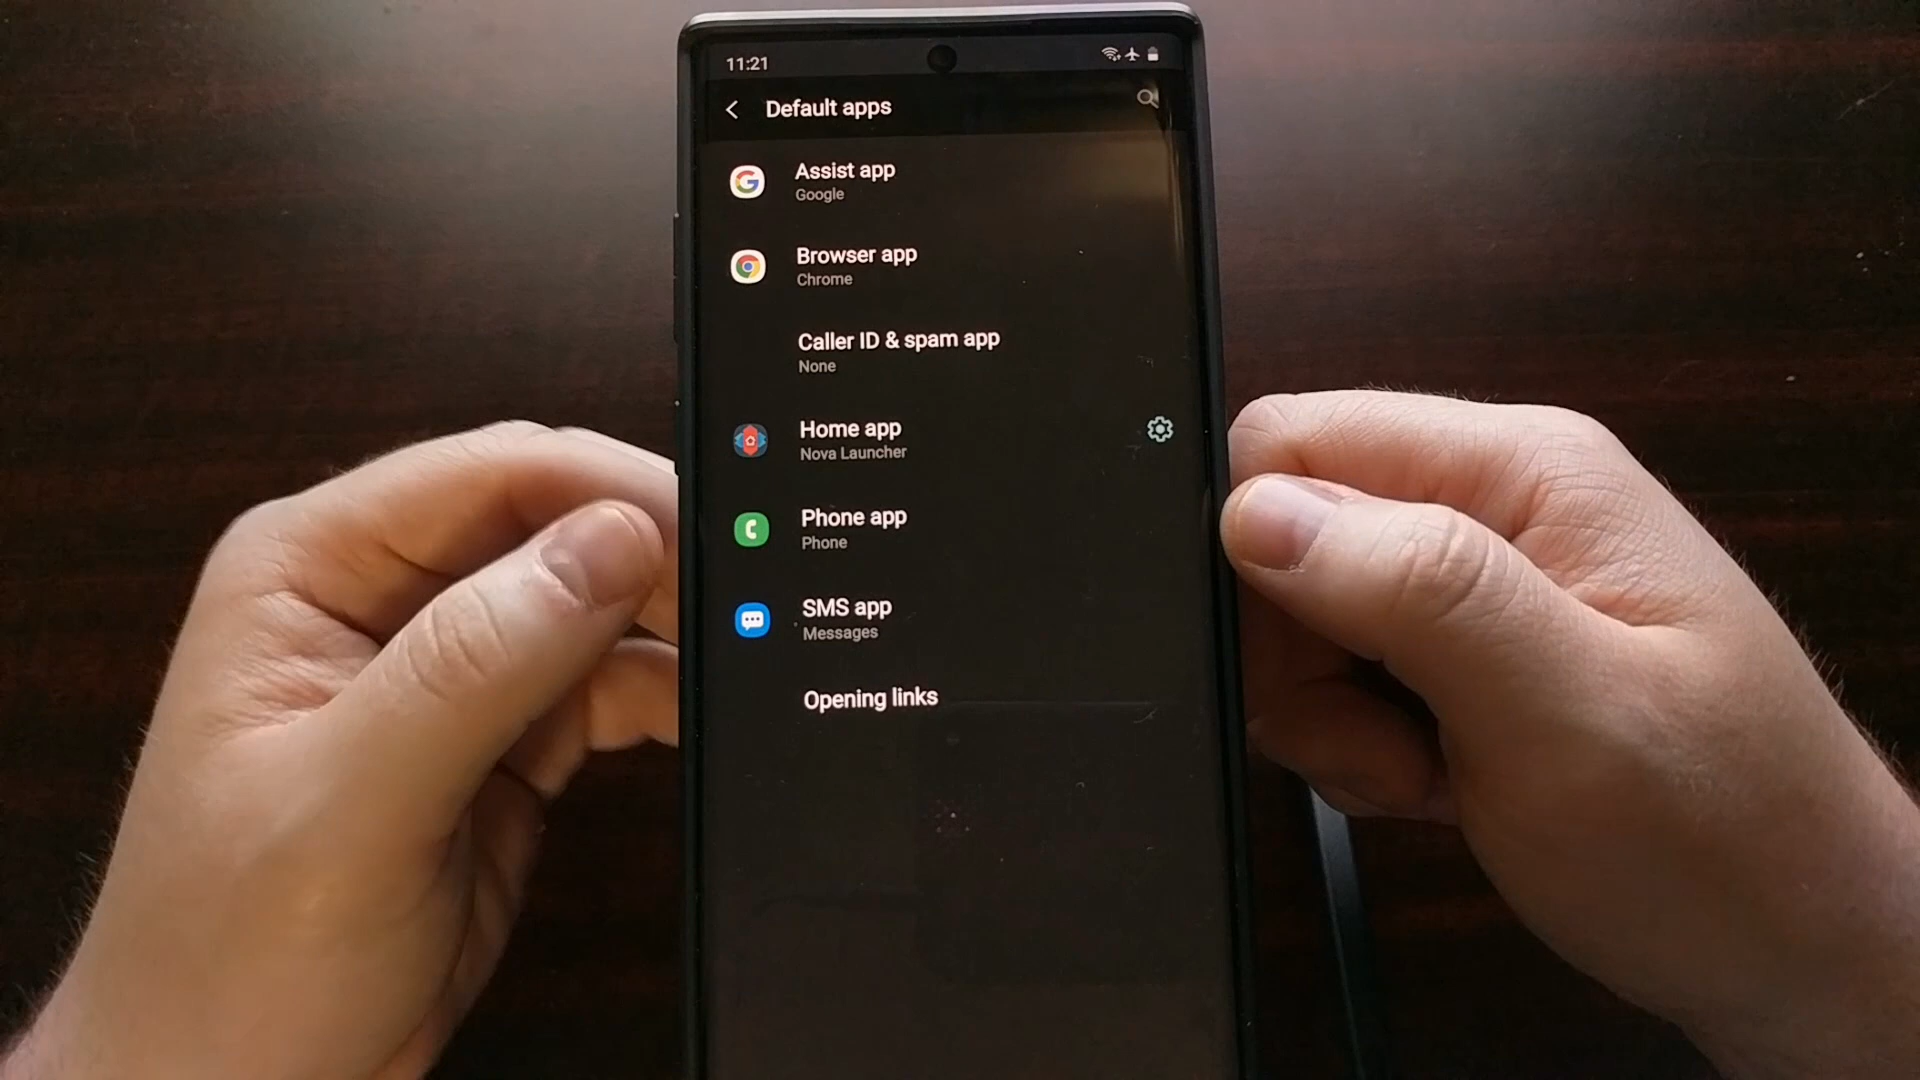 11:21
Default apps
Assist app
Google
Browser app
Chrome
Caller ID & spam app
None
Home app
Nova Launcher
Phone app
Phone
SMS app
Messages
Opening links